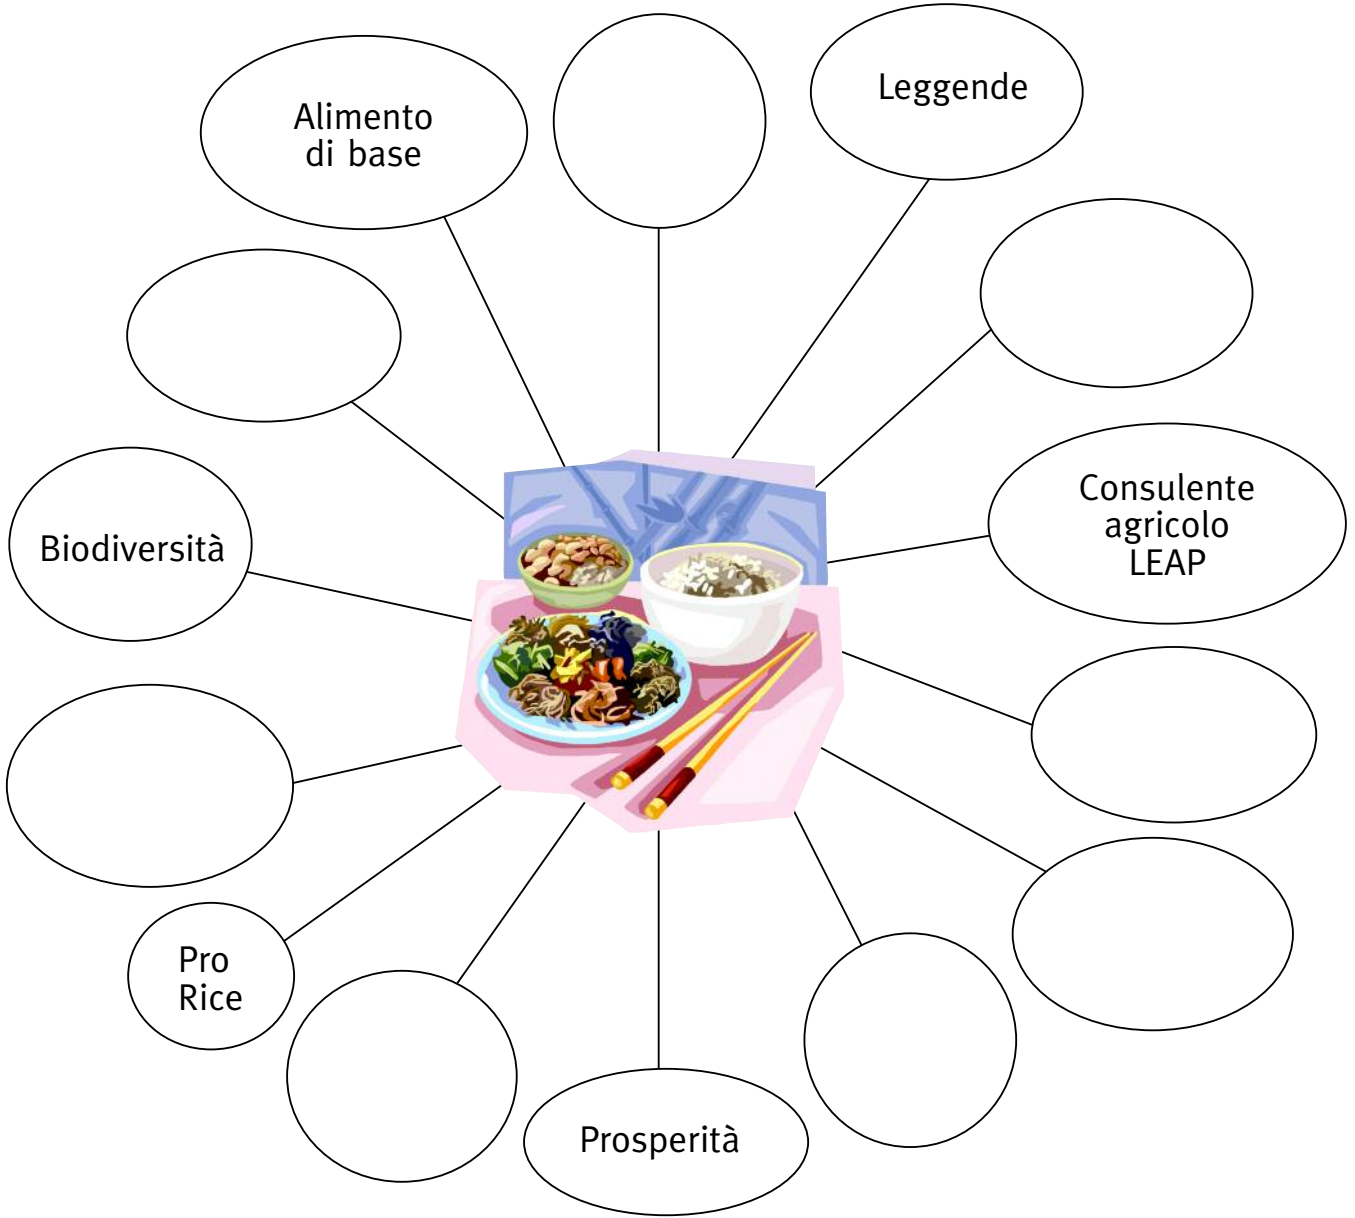 Leggende
Alimento
di base
Consulente
agricolo
LEAP
Biodiversità
Pro
Rice
Prosperità